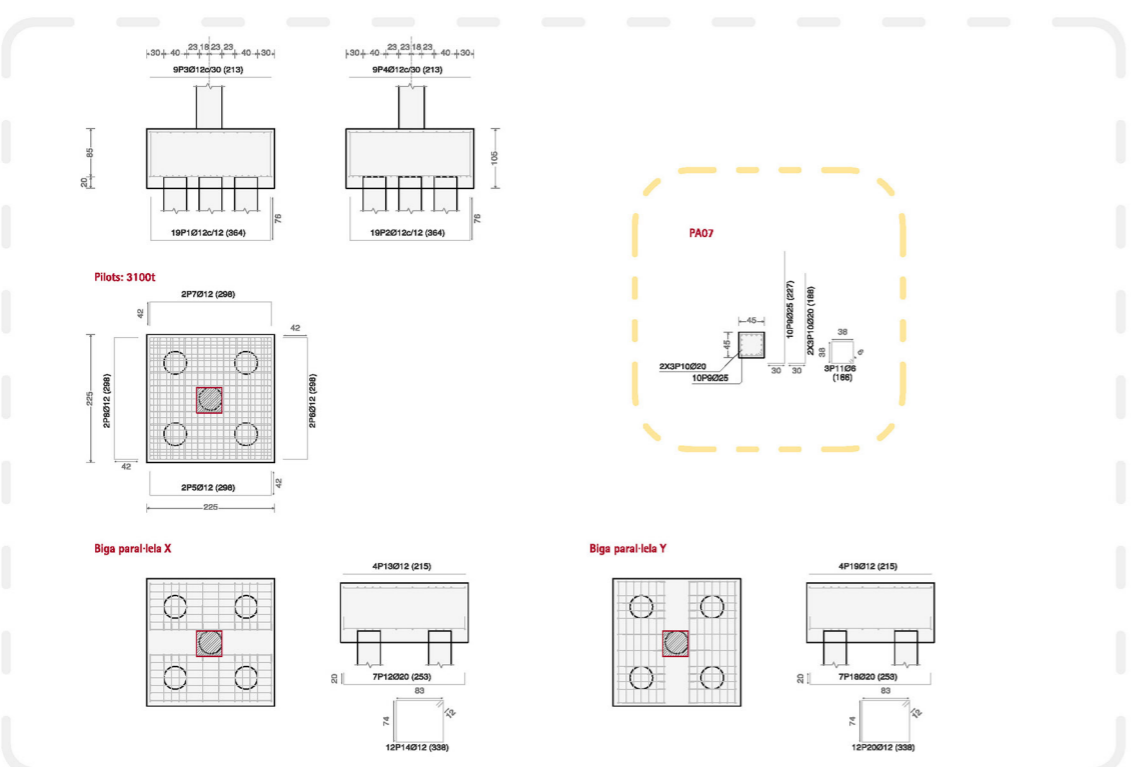 30 40 23 18 23 23 40 30
9P3Ø12c/30 (213)
85
20
76
19P1Ø12c/12 (364)
30 40 23 23 18 23 40 30
9P4Ø12c/30 (213)
105
76
19P2Ø12c/12 (364)
Pilots: 3100t
2P7Ø12 (298)
42
42
225
2P8Ø12 (298)
2P6Ø12 (298)
42
2P5Ø12 (298)
42
225
PA07
45
45
2X3P10Ø20
10P9Ø25
10P9Ø25 (227)
30
2X3P10Ø20 (188)
30
38
38
6
3P11Ø6
(166)
Biga paral·lela X
4P13Ø12 (215)
20
7P12Ø20 (253)
83
74
12
12P14Ø12 (338)
Biga paral·lela Y
4P19Ø12 (215)
20
7P18Ø20 (253)
83
74
12
12P20Ø12 (338)